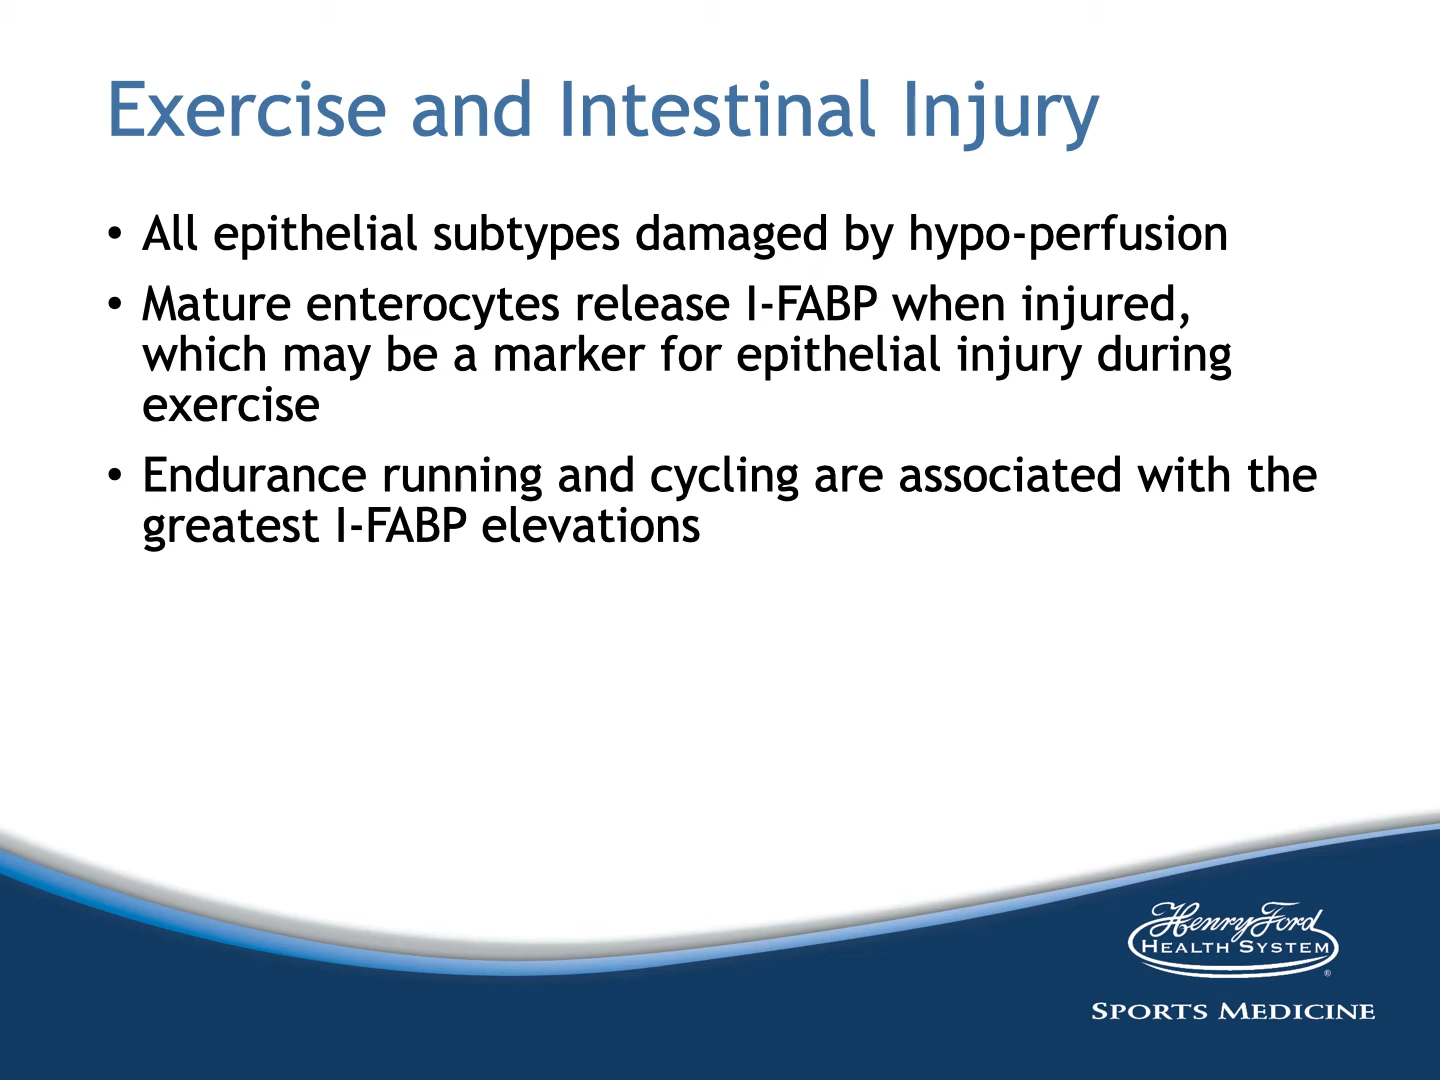 Exercise and Intestinal Injury
• All epithelial subtypes damaged by hypo-perfusion
• Mature enterocytes release I-FABP when injured,
which may be a marker for epithelial injury during
exercise
• Endurance running and cycling are associated with the
greatest I-FABP elevations
Henry Ford
HEALTH SYSTEM
®
SPORTS MEDICINE